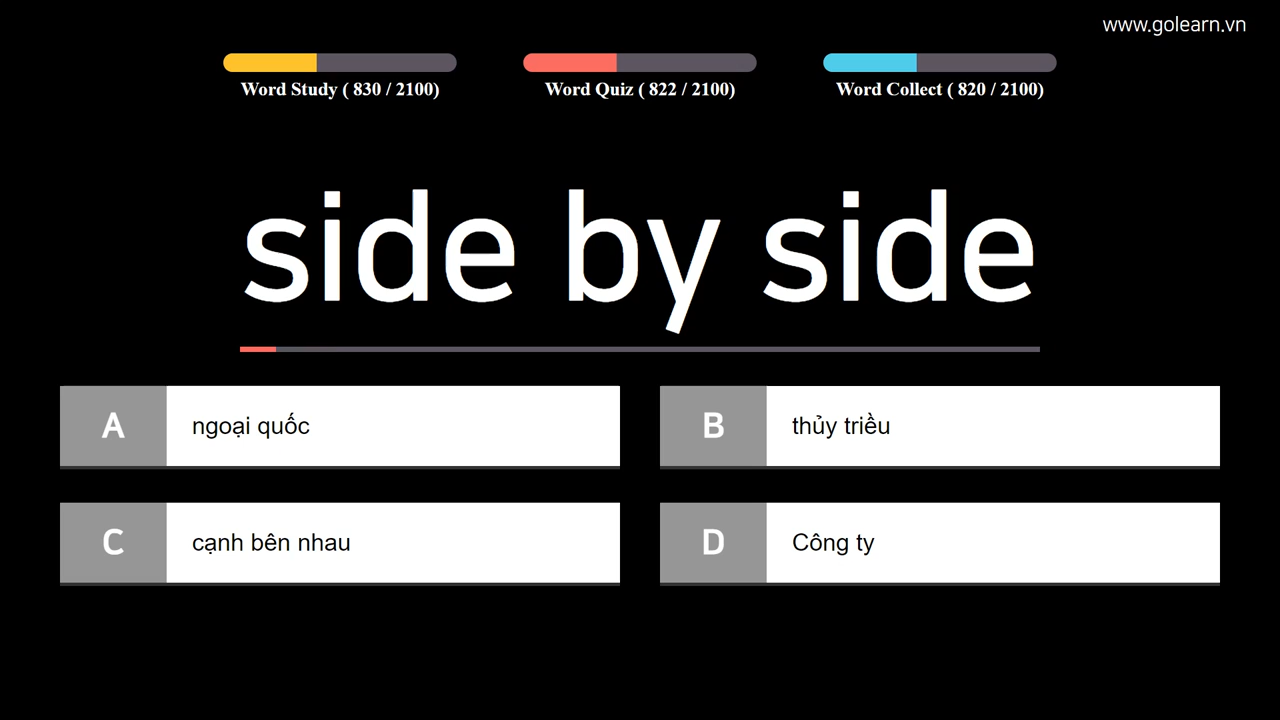 www.golearn.vn
Word Study ( 830 / 2100)
Word Quiz ( 822 / 2100)
Word Collect ( 820 / 2100)
side by side
A ngoại quốc
B thủy triều
C cạnh bên nhau
D Công ty